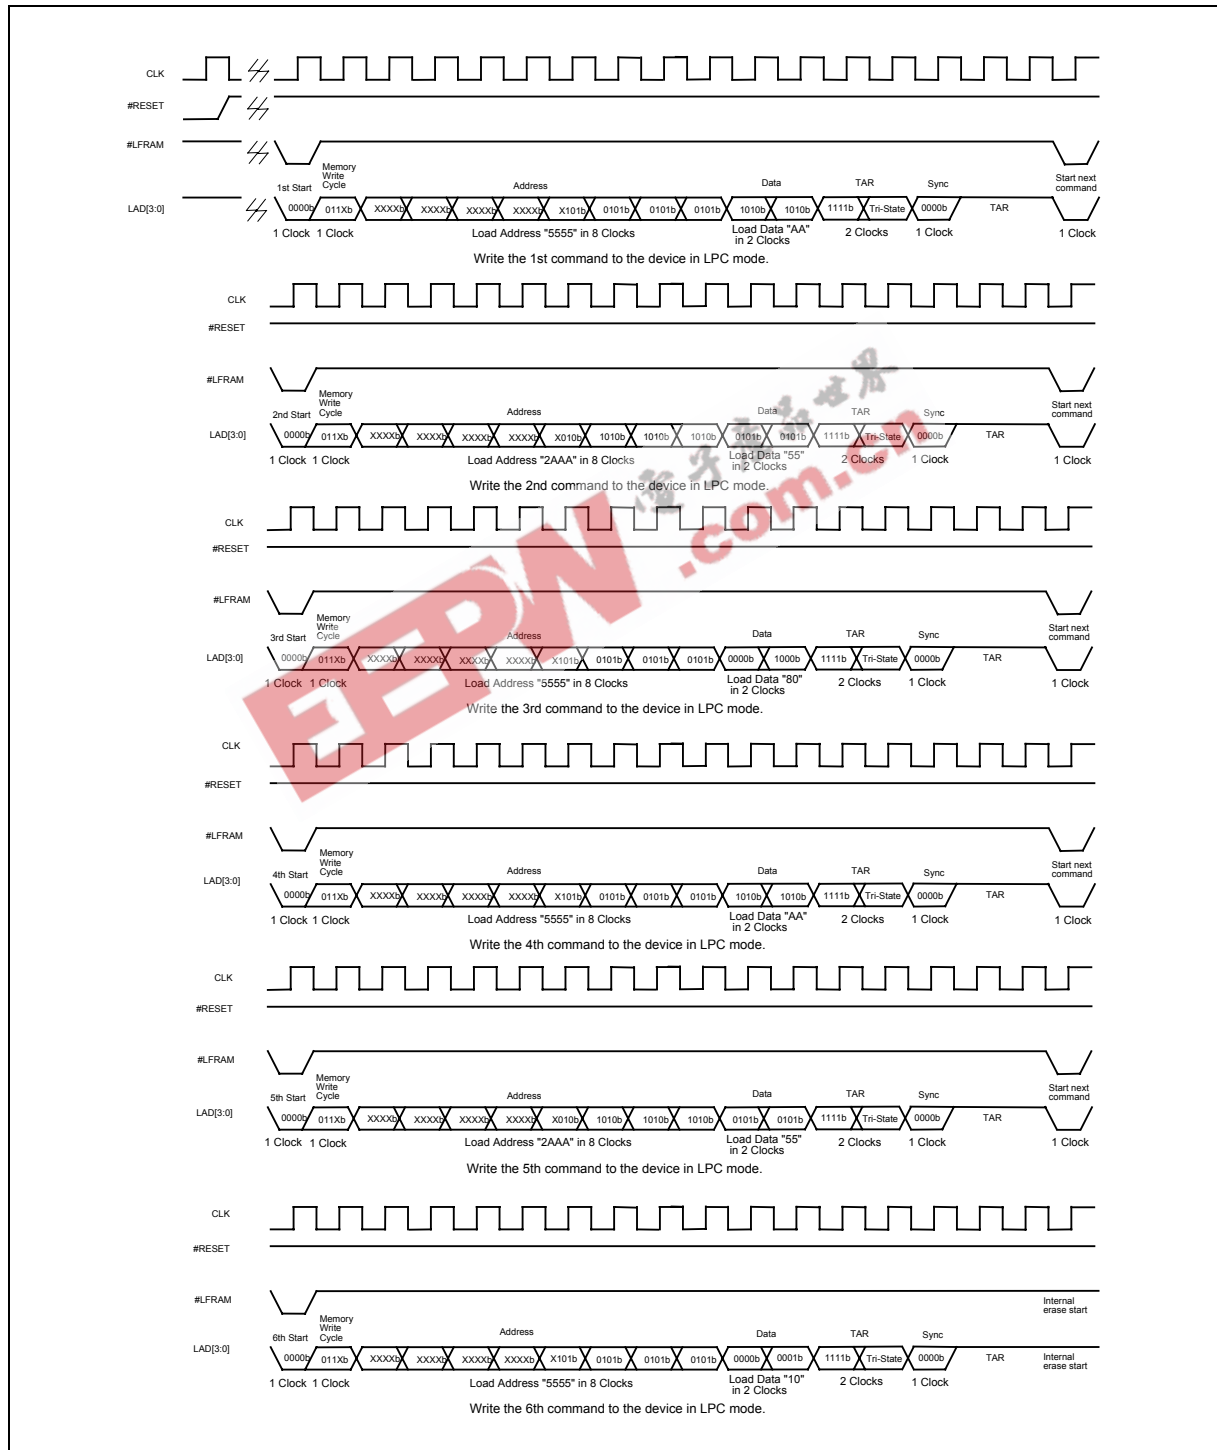 CLK
#RESET
#LFRAM
Memory
Write
Cycle
1st Start
Address
Data
TAR
Sync
Start next
command
LAD[3:0]
0000b 011Xb XXXXb XXXXb XXXXb XXXXb X101b 0101b 0101b 0101b 1010b 1010b 1111b Tri-State 0000b TAR
1 Clock 1 Clock Load Address "5555" in 8 Clocks Load Data "AA" in 2 Clocks 2 Clocks 1 Clock 1 Clock
Write the 1st command to the device in LPC mode.
CLK
#RESET
#LFRAM
Memory
Write
Cycle
2nd Start
Address
Data
TAR
Sync
Start next
command
LAD[3:0]
0000b 011Xb XXXXb XXXXb XXXXb XXXXb X010b 1010b 1010b 1010b 0101b 0101b 1111b Tri-State 0000b TAR
1 Clock 1 Clock Load Address "2AAA" in 8 Clocks Load Data "55" in 2 Clocks 2 Clocks 1 Clock 1 Clock
Write the 2nd command to the device in LPC mode.
電子產品世界
EEPW.com.cn
CLK
#RESET
#LFRAM
Memory
Write
Cycle
3rd Start
Address
Data
TAR
Sync
Start next
command
LAD[3:0]
0000b 011Xb XXXXb XXXXb XXXXb XXXXb X101b 0101b 0101b 0101b 0000b 1000b 1111b Tri-State 0000b TAR
1 Clock 1 Clock Load Address "5555" in 8 Clocks Load Data "80" in 2 Clocks 2 Clocks 1 Clock 1 Clock
Write the 3rd command to the device in LPC mode.
CLK
#RESET
#LFRAM
Memory
Write
Cycle
4th Start
Address
Data
TAR
Sync
Start next
command
LAD[3:0]
0000b 011Xb XXXXb XXXXb XXXXb XXXXb X101b 0101b 0101b 0101b 1010b 1010b 1111b Tri-State 0000b TAR
1 Clock 1 Clock Load Address "5555" in 8 Clocks Load Data "AA" in 2 Clocks 2 Clocks 1 Clock 1 Clock
Write the 4th command to the device in LPC mode.
CLK
#RESET
#LFRAM
Memory
Write
Cycle
5th Start
Address
Data
TAR
Sync
Start next
command
LAD[3:0]
0000b 011Xb XXXXb XXXXb XXXXb XXXXb X010b 1010b 1010b 1010b 0101b 0101b 1111b Tri-State 0000b TAR
1 Clock 1 Clock Load Address "2AAA" in 8 Clocks Load Data "55" in 2 Clocks 2 Clocks 1 Clock 1 Clock
Write the 5th command to the device in LPC mode.
CLK
#RESET
#LFRAM
Internal
erase start
Memory
Write
Cycle
6th Start
Address
Data
TAR
Sync
LAD[3:0]
0000b 011Xb XXXXb XXXXb XXXXb XXXXb X101b 0101b 0101b 0101b 0000b 0001b 1111b Tri-State 0000b TAR
Internal
erase start
1 Clock 1 Clock Load Address "5555" in 8 Clocks Load Data "10" in 2 Clocks 2 Clocks 1 Clock
Write the 6th command to the device in LPC mode.